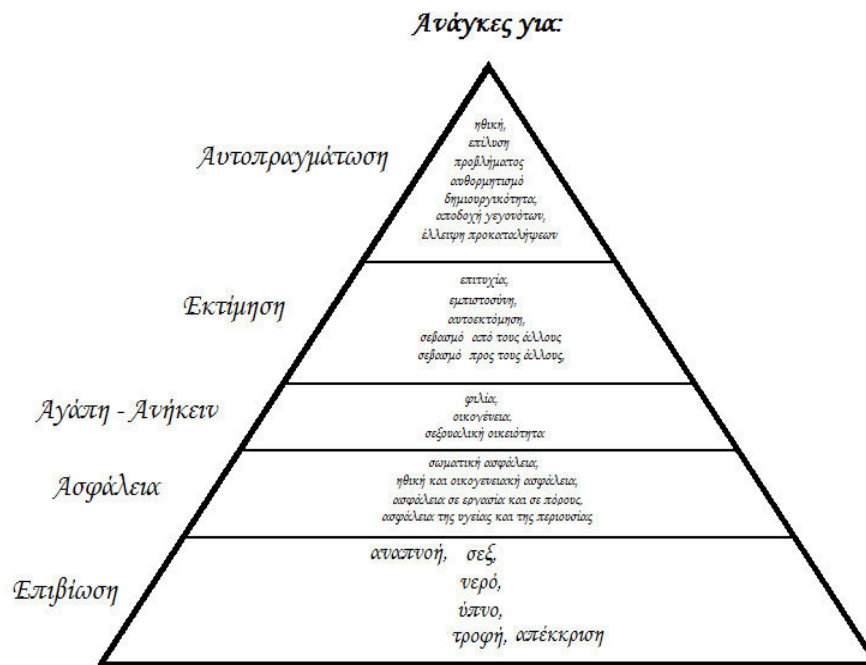 Ανάγκες για:
Αυτοπραγμάτωση
ηθική,
επίλυση
προβλήματος
αυθορμητισμό
δημιουργικότητα,
αποδοχή γεγονότων,
έλλειψη προκαταλήψεων
Εκτίμηση
επιτυχία,
εμπιστοσύνη,
αυτοεκτόμηση,
σεβασμό από τους άλλους
σεβασμό προς τους άλλους,
Αγάπη - Ανήκειν
φιλία,
οικογένεια,
σεξουαλική οικειότητα
Ασφάλεια
σωματική ασφάλεια,
ηθική και οικογενειακή ασφάλεια,
ασφάλεια σε εργασία και σε πόρους,
ασφάλεια της υγείας και της περιουσίας
Επιβίωση
αναπνοή, σεξ,
νερό,
ύπνο,
τροφή, απέκκριση